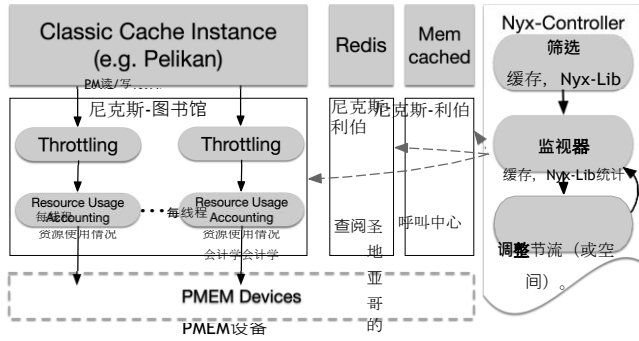 Classic Cache Instance
(e.g. Pelikan)
PM读/写
尼克斯-图书馆
Throttling
Throttling
Resource Usage
Accounting
每线程
资源使用情况
每线程
Resource Usage
Accounting
资源使用情况
会计学会计学
PMEM Devices
PMEM设备
Redis
尼克斯-
利伯
查阅圣
地
亚
哥
的
Mem
cached
尼克斯-利伯
呼叫中心
Nyx-Controller
筛选
缓存，Nyx-Lib
监视器
缓存，Nyx-Lib统计
调整节流（或空
间）。